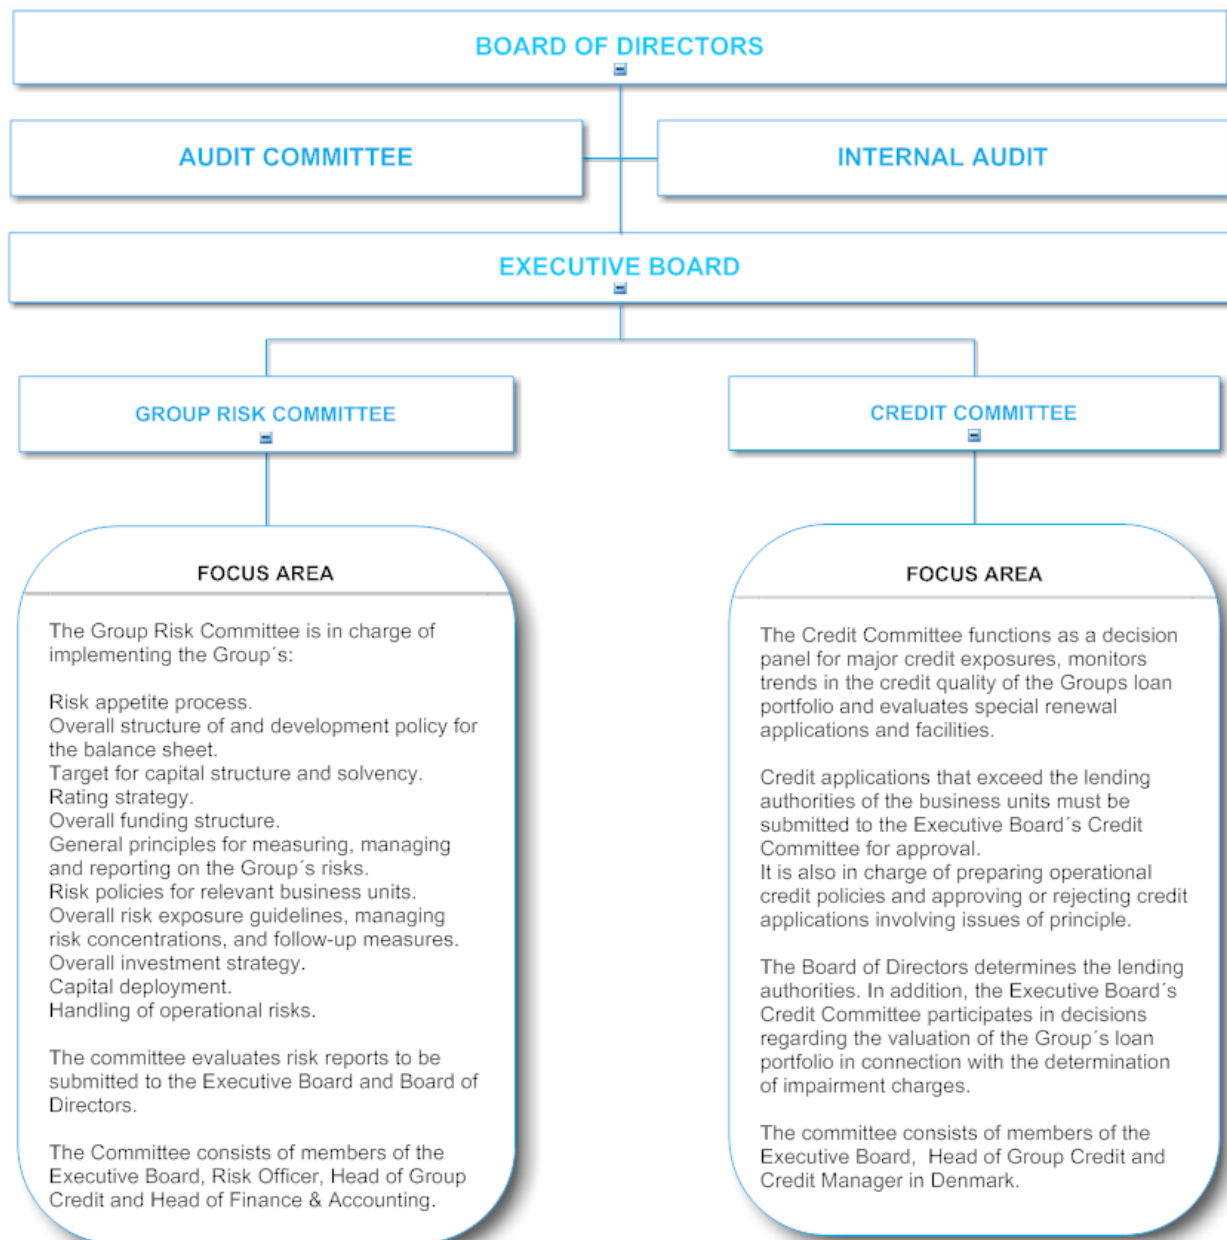 BOARD OF DIRECTORS
AUDIT COMMITTEE
INTERNAL AUDIT
EXECUTIVE BOARD
GROUP RISK COMMITTEE
CREDIT COMMITTEE
FOCUS AREA
The Group Risk Committee is in charge of
implementing the Group´s:
Risk appetite process.
Overall structure of and development policy for
the balance sheet.
Target for capital structure and solvency.
Rating strategy.
Overall funding structure.
General principles for measuring, managing
and reporting on the Group´s risks.
Risk policies for relevant business units.
Overall risk exposure guidelines, managing
risk concentrations, and follow-up measures.
Overall investment strategy.
Capital deployment.
Handling of operational risks.
The committee evaluates risk reports to be
submitted to the Executive Board and Board of
Directors.
The Committee consists of members of the
Executive Board, Risk Officer, Head of Group
Credit and Head of Finance & Accounting.
FOCUS AREA
The Credit Committee functions as a decision
panel for major credit exposures, monitors
trends in the credit quality of the Groups loan
portfolio and evaluates special renewal
applications and facilities.
Credit applications that exceed the lending
authorities of the business units must be
submitted to the Executive Board´s Credit
Committee for approval.
It is also in charge of preparing operational
credit policies and approving or rejecting credit
applications involving issues of principle.
The Board of Directors determines the lending
authorities. In addition, the Executive Board´s
Credit Committee participates in decisions
regarding the valuation of the Group´s loan
portfolio in connection with the determination
of impairment charges.
The committee consists of members of the
Executive Board, Head of Group Credit and
Credit Manager in Denmark.